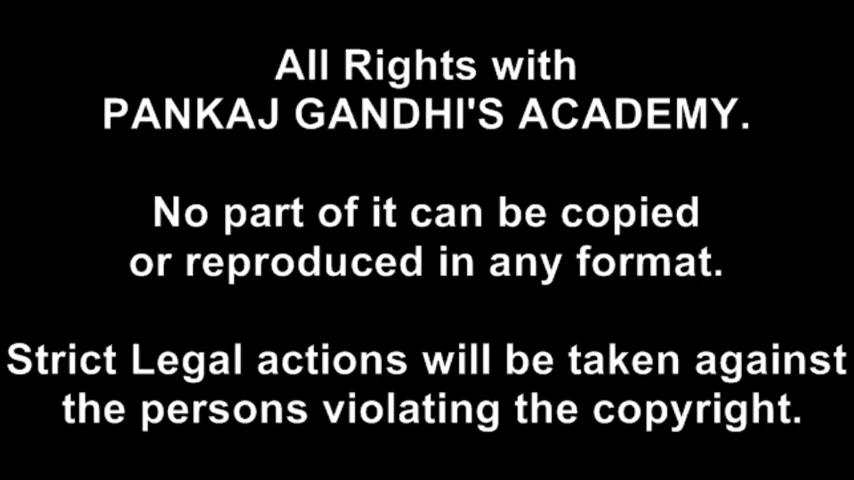 All Rights with
PANKAJ GANDHI'S ACADEMY.
No part of it can be copied
or reproduced in any format.
Strict Legal actions will be taken against
the persons violating the copyright.